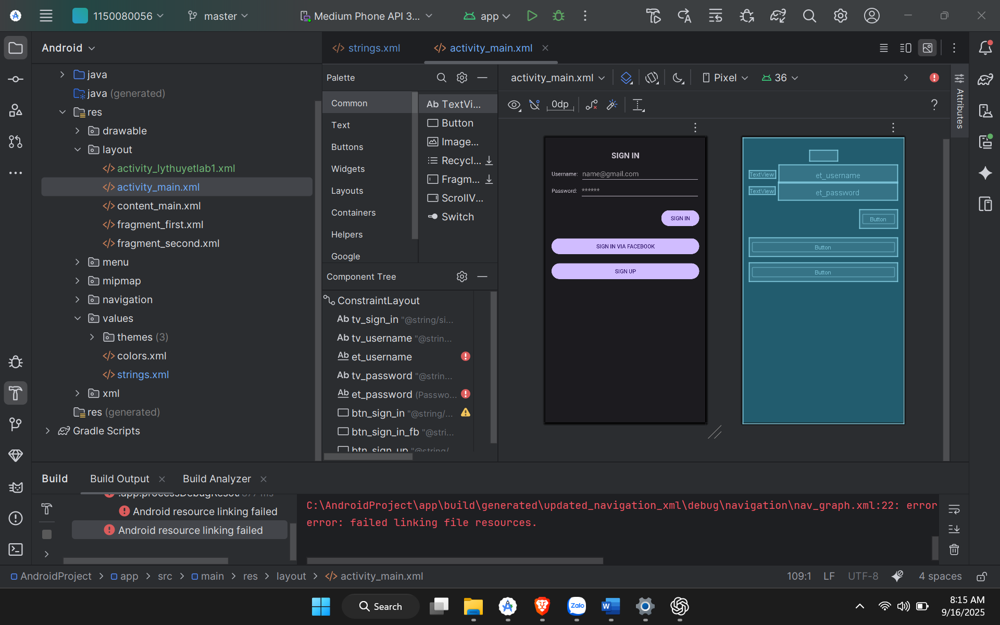 1150080056
master
Medium Phone API 3...
app
Android
strings.xml
activity_main.xml
java
java (generated)
res
drawable
layout
activity_lythuyetlab1.xml
activity_main.xml
content_main.xml
fragment_first.xml
fragment_second.xml
menu
mipmap
navigation
values
themes (3)
colors.xml
strings.xml
xml
res (generated)
Gradle Scripts
Palette
Common
Text
Buttons
Widgets
Layouts
Containers
Helpers
Google
Ab TextVi...
Button
Image...
Recycl...
Fragm...
ScrollV...
Switch
Component Tree
ConstraintLayout
Ab tv_sign_in "@string/si...
Ab tv_username "@strin...
Ab et_username
Ab tv_password "@strin...
Ab et_password (Passwo...
btn_sign_in "@string/...
btn_sign_in_fb "@stri...
btn_sign_up "@string/
activity_main.xml
Pixel
36
0dp
?
Attributes
SIGN IN
Username: name@gmail.com
Password: ******
SIGN IN
SIGN IN VIA FACEBOOK
SIGN UP
TextView et_username
TextView et_password
Button
Button
Button
Build
Build Output
Build Analyzer
:app:processDebugResou 377 ms
Android resource linking failed
Android resource linking failed
C:\AndroidProject\app\build\generated\updated_navigation_xml\debug\navigation\nav_graph.xml:22: error
error: failed linking file resources.
AndroidProject > app > src > main > res > layout > activity_main.xml
109:1 LF UTF-8 4 spaces
Search
Zalo
W
8:15 AM
9/16/2025